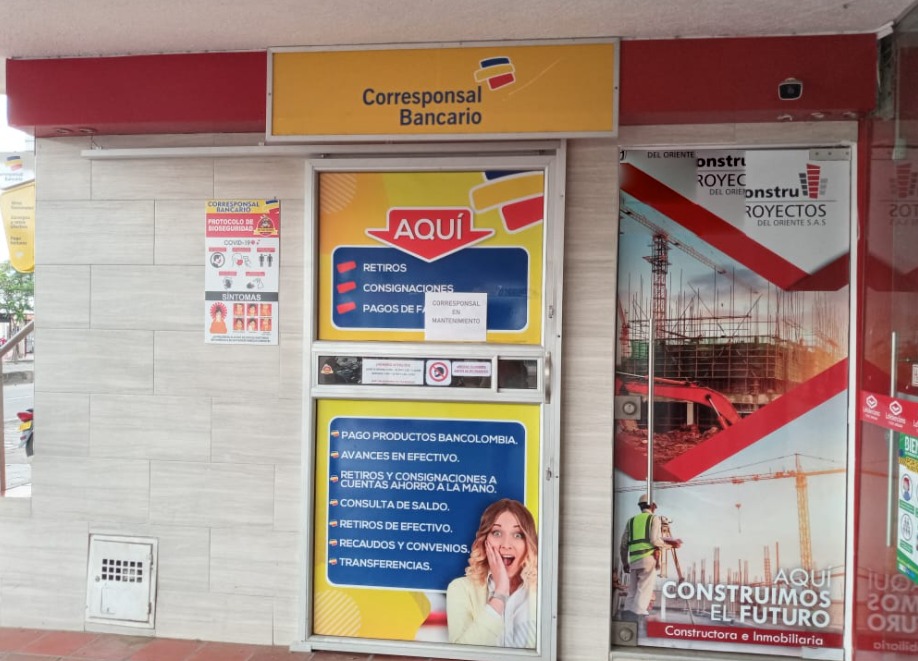 Corresponsal
Bancario
CORRESPONSAL
BANCARIO
PROTOCOLO DE
BIOSEGURIDAD
COVID-19
SÍNTOMAS
AQUÍ
RETIROS
CONSIGNACIONES
PAGOS DE FA
CORRESPONSAL
EN
MANTENIMIENTO
PAGO PRODUCTOS BANCOLOMBIA.
AVANCES EN EFECTIVO.
RETIROS Y CONSIGNACIONES A
CUENTAS AHORRO A LA MANO.
CONSULTA DE SALDO.
RETIROS DE EFECTIVO.
RECAUDOS Y CONVENIOS.
TRANSFERENCIAS.
DEL ORIENTE
onstru
ROYEC
DEL ORIE
onstru
ROYECTOS
DEL ORIENTE S.A.S
AQUÍ
CONSTRUIMOS
EL FUTURO
Constructora e Inmobiliaria